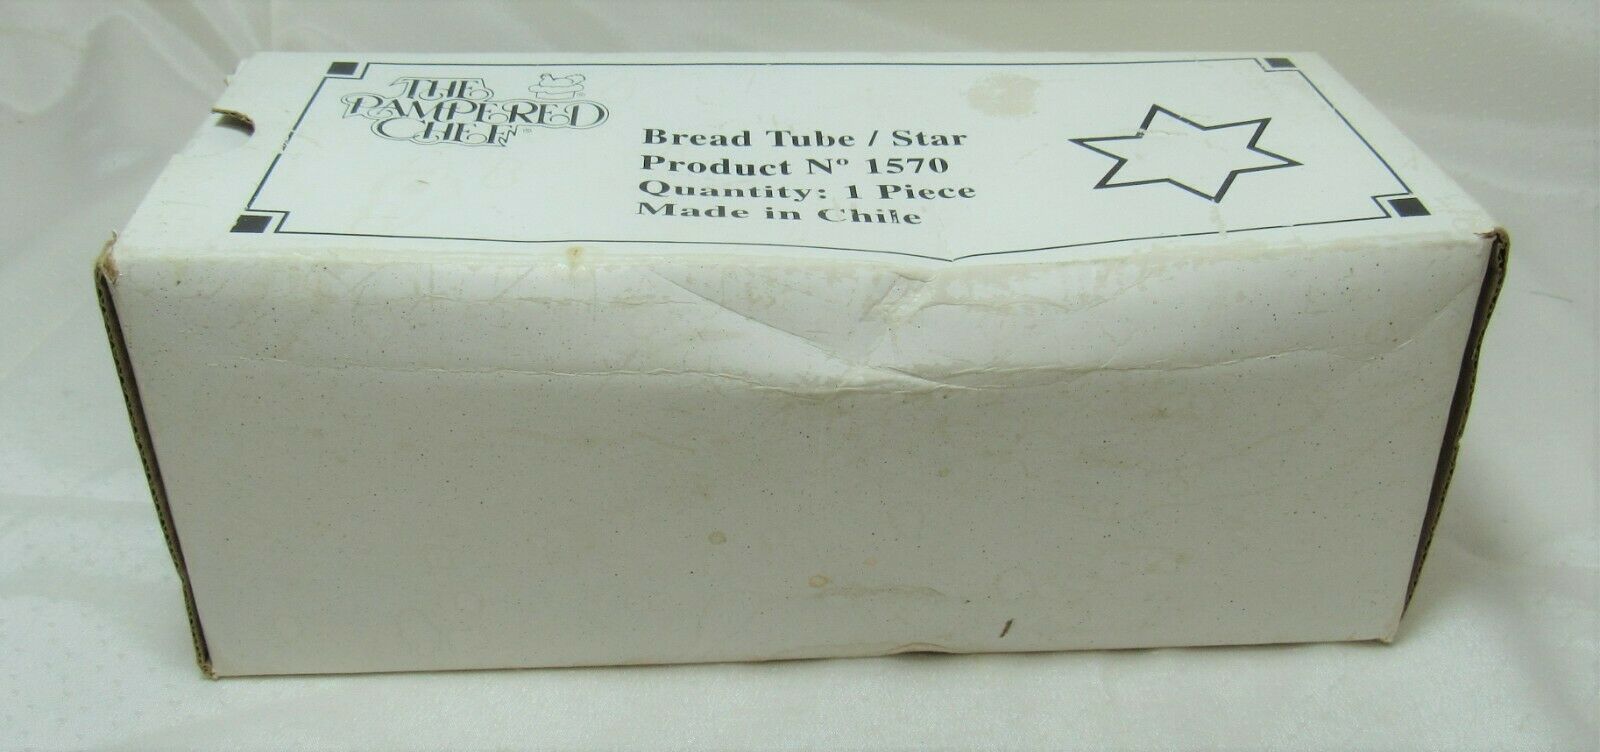 THE
PAMPERED
CHEF ®
Bread Tube / Star
Product Nº 1570
Quantity: 1 Piece
Made in Chile